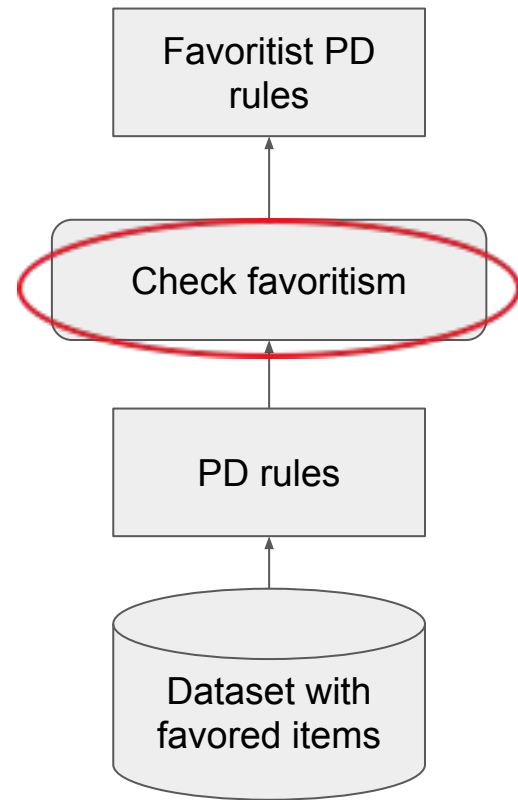 Favoritist PD
rules
Check favoritism
PD rules
Dataset with
favored items